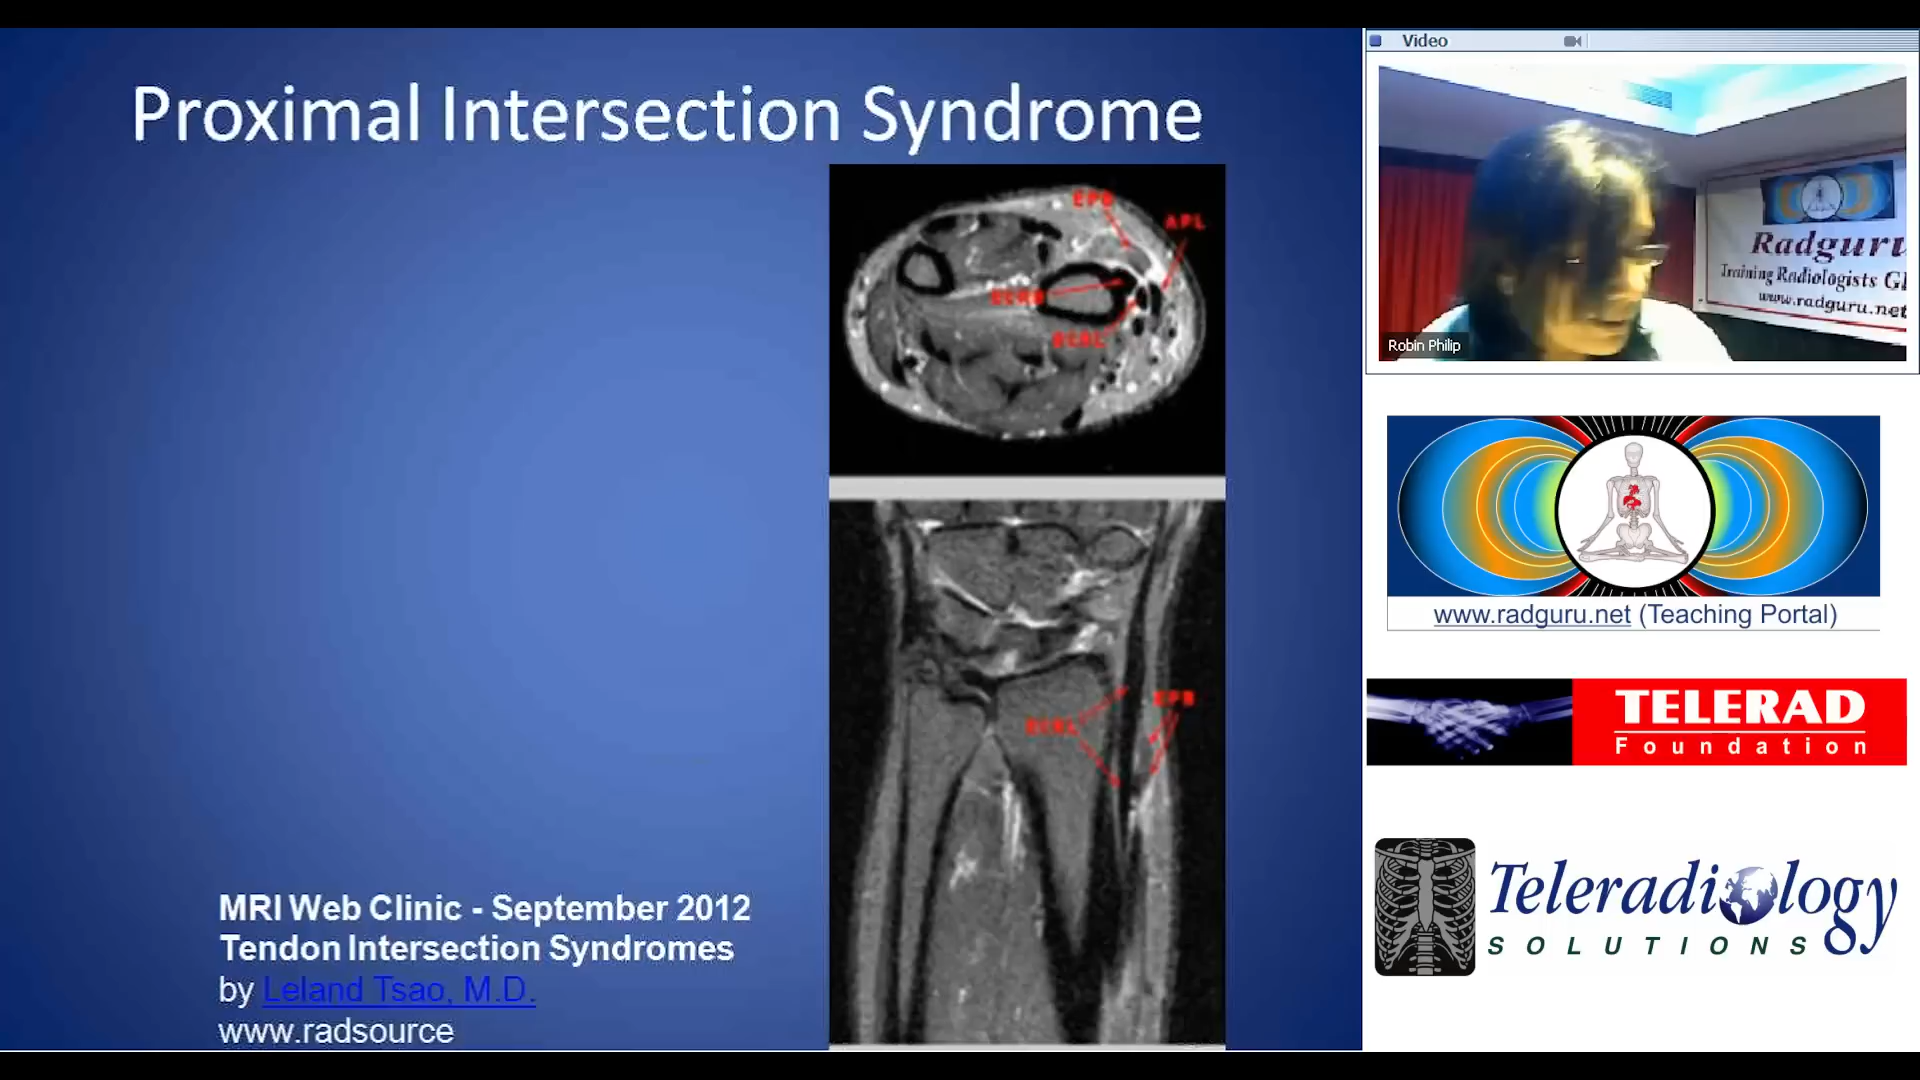 Proximal Intersection Syndrome
EPB
APL
ECRB
ECRL
ECRL
EPB
MRI Web Clinic - September 2012
Tendon Intersection Syndromes
by Leland Tsao, M.D.
www.radsource
Video
Radguru
Training Radiologists Gl
www.radguru.net
Robin Philip
www.radguru.net (Teaching Portal)
TELERAD
Foundation
Teleradiology
SOLUTIONS